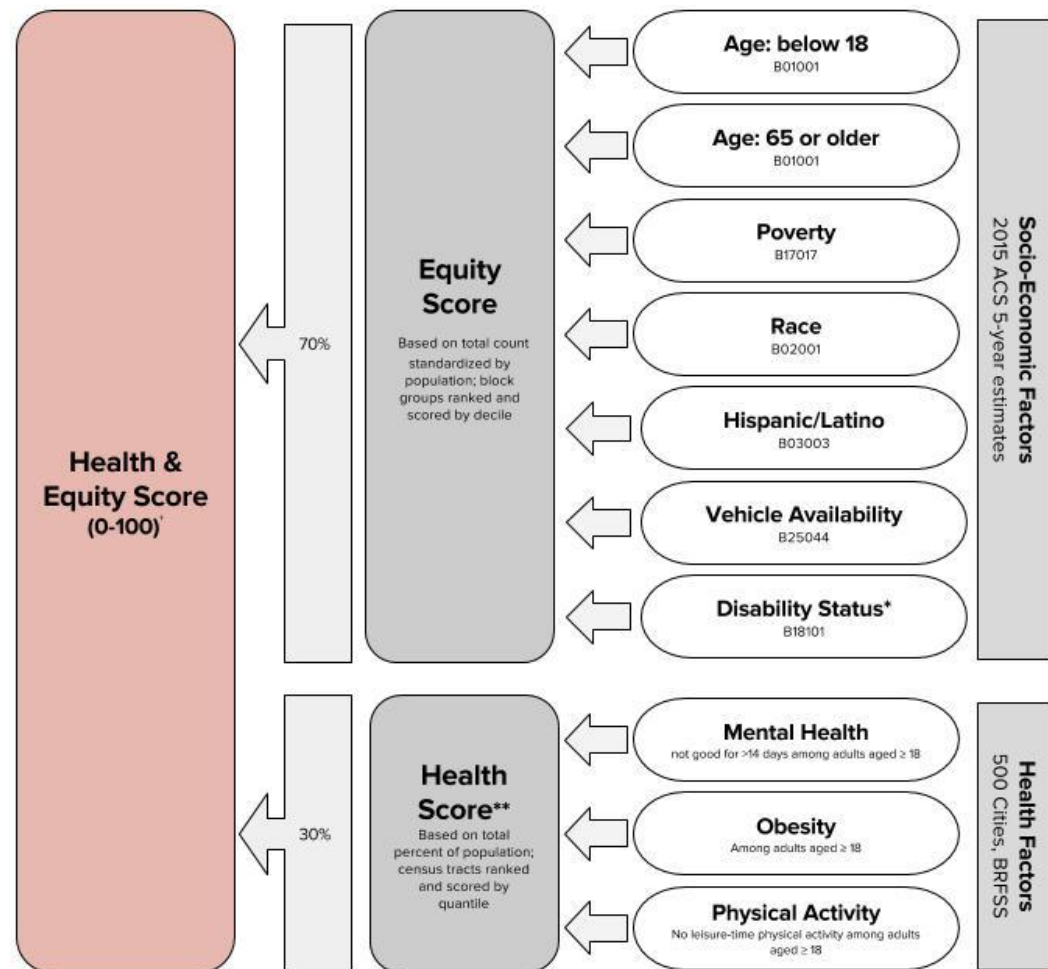 Health &
Equity Score
(0-100)†
70%
Equity
Score
Based on total count
standardized by
population; block
groups ranked and
scored by decile
Age: below 18
B01001
Age: 65 or older
B01001
Poverty
B17017
Race
B02001
Hispanic/Latino
B03003
Vehicle Availability
B25044
Disability Status*
B18101
Socio-Economic Factors
2015 ACS 5-year estimates
30%
Health
Score**
Based on total
percent of population;
census tracts ranked
and scored by
quantile
Mental Health
not good for >14 days among adults aged ≥ 18
Obesity
Among adults aged ≥ 18
Physical Activity
No leisure-time physical activity among adults
aged ≥ 18
Health Factors
500 Cities, BRFSS